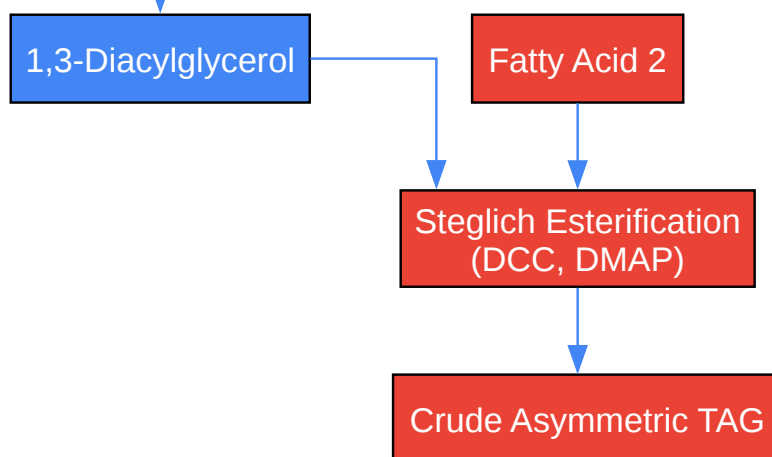 1,3-Diacylglycerol
Fatty Acid 2
Steglich Esterification
(DCC, DMAP)
Crude Asymmetric TAG